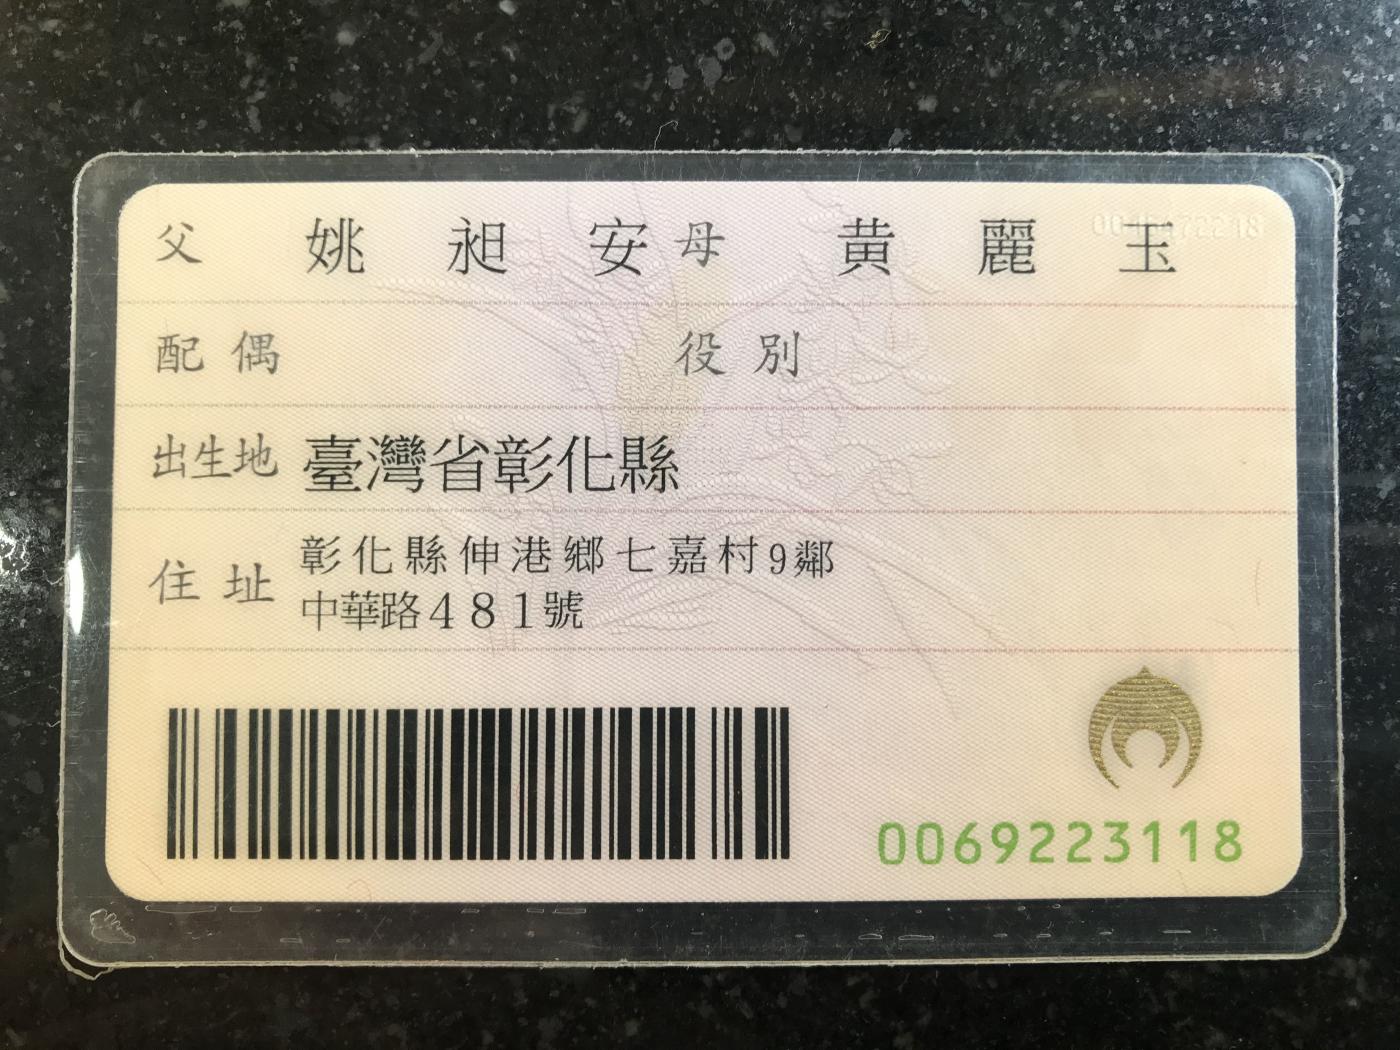 父 姚昶安 母 黄麗玉
配偶 役別
出生地 臺灣省彰化縣
住址 彰化縣伸港鄉七嘉村9鄰
中華路481號
0069223118